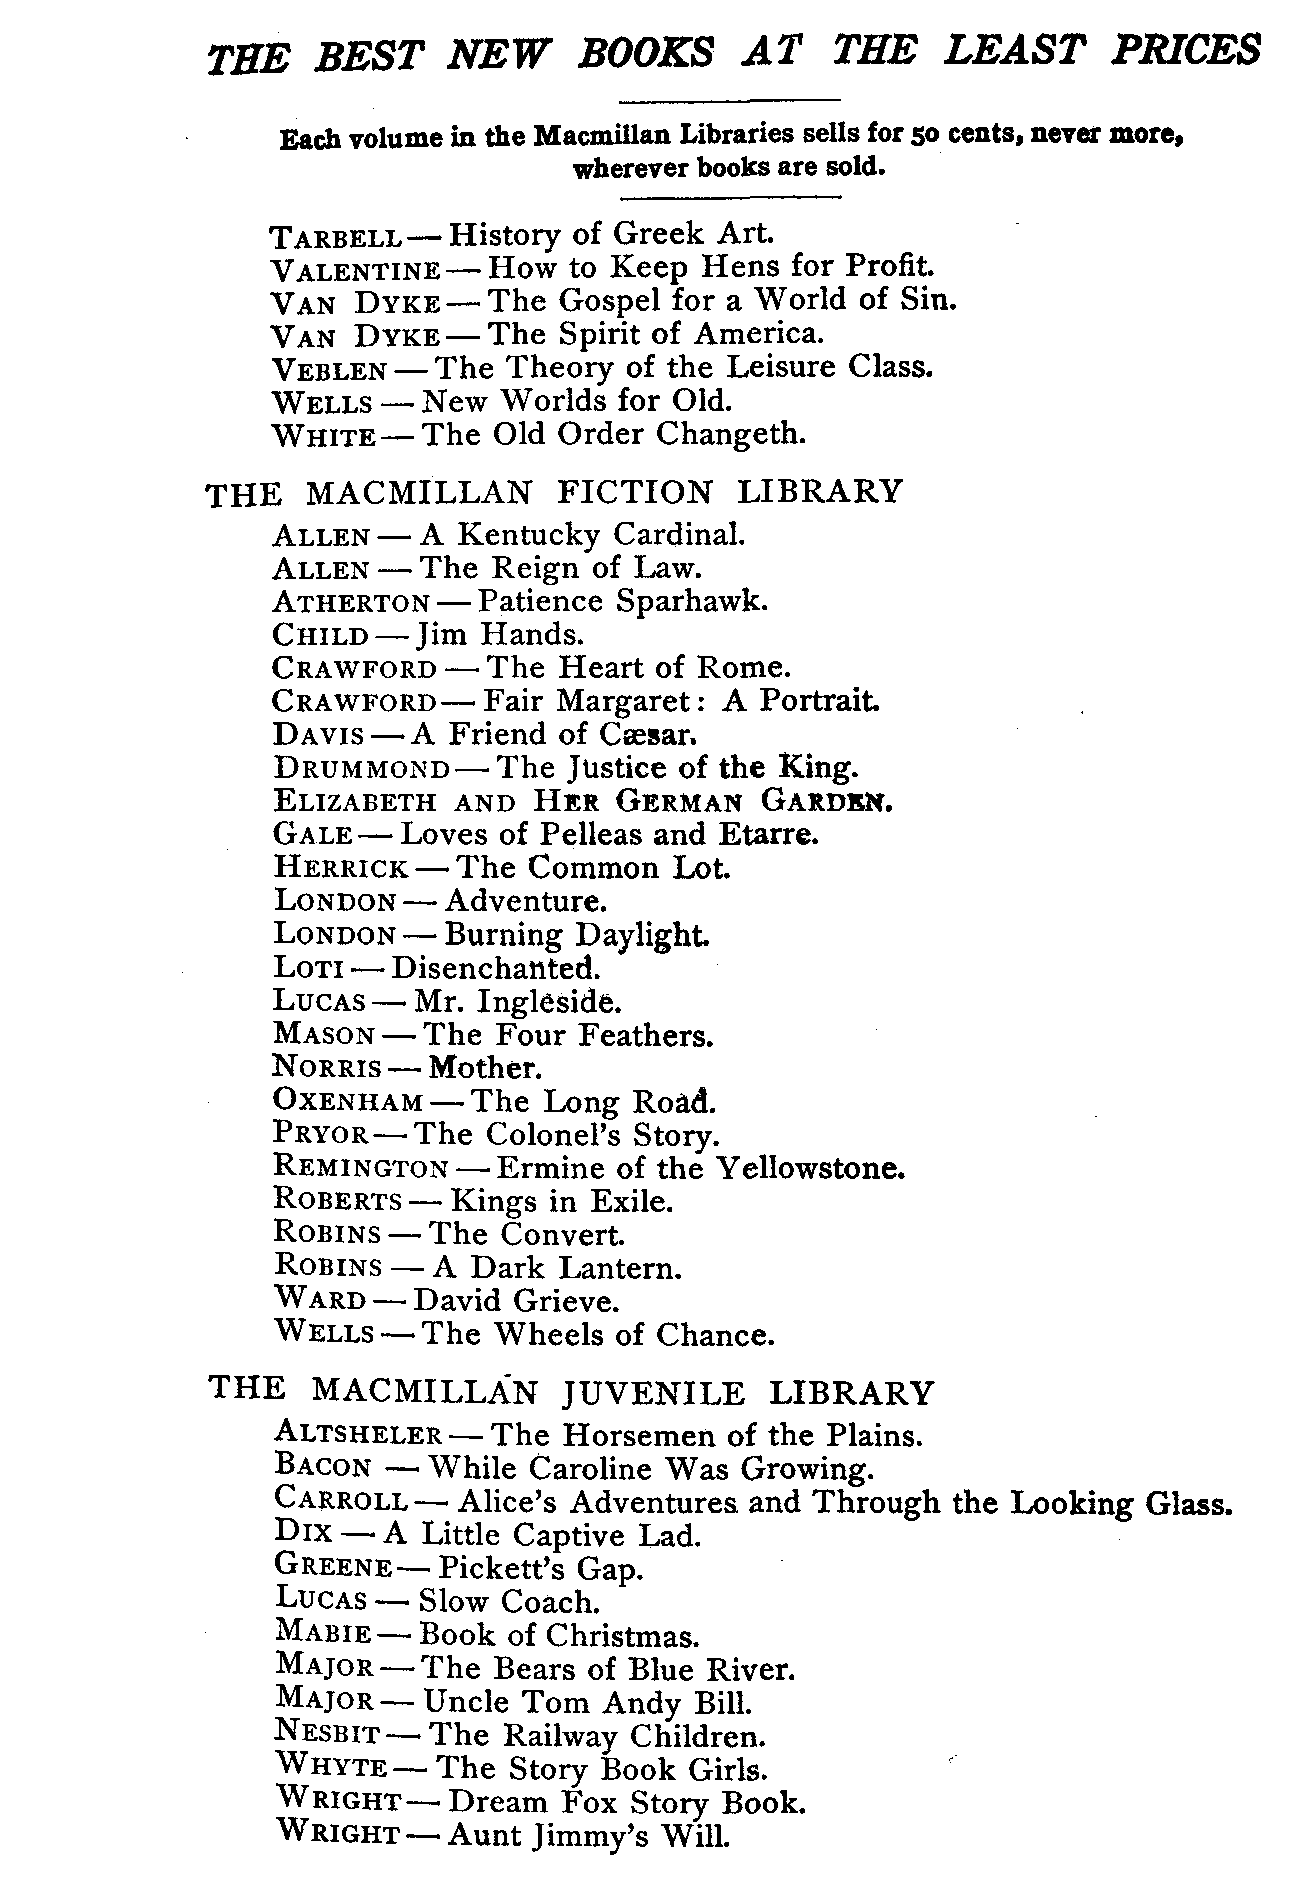 THE BEST NEW BOOKS AT THE LEAST PRICES
Each volume in the Macmillan Libraries sells for 50 cents, never more,
wherever books are sold.
TARBELL — History of Greek Art.
VALENTINE — How to Keep Hens for Profit.
VAN DYKE — The Gospel for a World of Sin.
VAN DYKE — The Spirit of America.
VEBLEN — The Theory of the Leisure Class.
WELLS — New Worlds for Old.
WHITE — The Old Order Changeth.
THE MACMILLAN FICTION LIBRARY
ALLEN — A Kentucky Cardinal.
ALLEN — The Reign of Law.
ATHERTON — Patience Sparhawk.
CHILD — Jim Hands.
CRAWFORD — The Heart of Rome.
CRAWFORD — Fair Margaret: A Portrait.
DAVIS — A Friend of Cæsar.
DRUMMOND — The Justice of the King.
ELIZABETH AND HER GERMAN GARDEN.
GALE — Loves of Pelleas and Etarre.
HERRICK — The Common Lot.
LONDON — Adventure.
LONDON — Burning Daylight.
LOTI — Disenchanted.
LUCAS — Mr. Ingleside.
MASON — The Four Feathers.
NORRIS — Mother.
OXENHAM — The Long Road.
PRYOR — The Colonel's Story.
REMINGTON — Ermine of the Yellowstone.
ROBERTS — Kings in Exile.
ROBINS — The Convert.
ROBINS — A Dark Lantern.
WARD — David Grieve.
WELLS — The Wheels of Chance.
THE MACMILLAN JUVENILE LIBRARY
ALTSHELER — The Horsemen of the Plains.
BACON — While Caroline Was Growing.
CARROLL — Alice's Adventures and Through the Looking Glass.
DIX — A Little Captive Lad.
GREENE — Pickett's Gap.
LUCAS — Slow Coach.
MABIE — Book of Christmas.
MAJOR — The Bears of Blue River.
MAJOR — Uncle Tom Andy Bill.
NESBIT — The Railway Children.
WHYTE — The Story Book Girls.
WRIGHT — Dream Fox Story Book.
WRIGHT — Aunt Jimmy's Will.